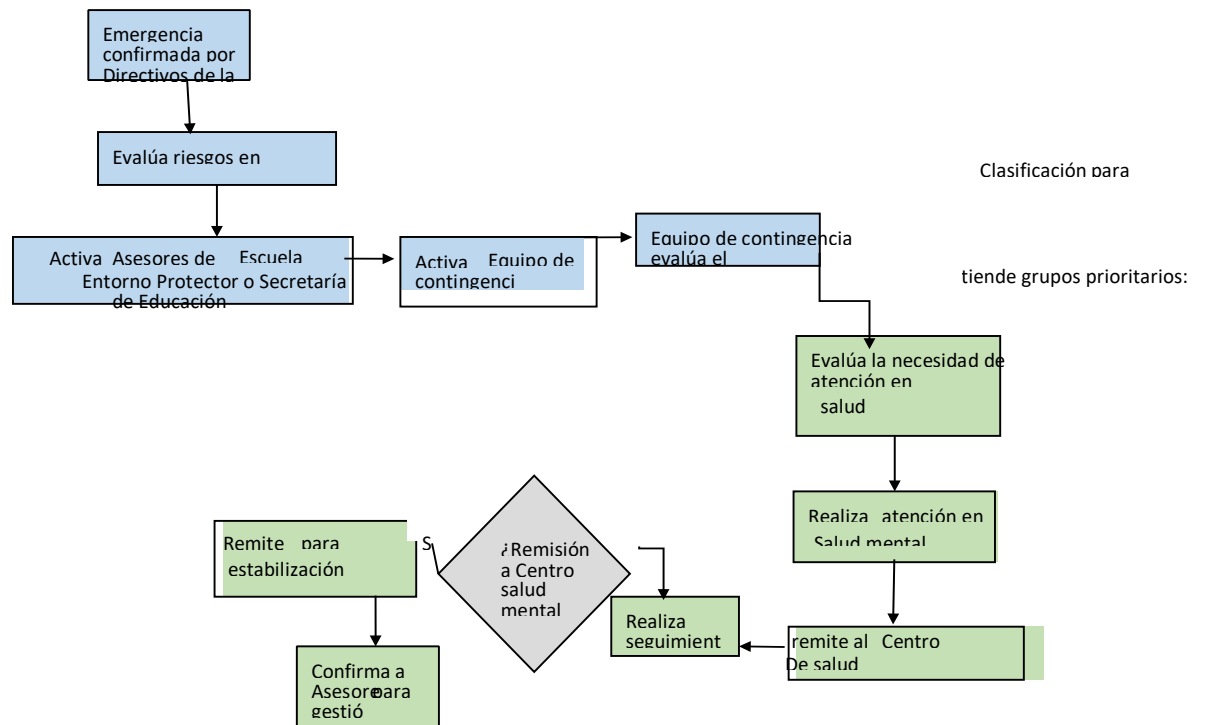 Emergencia
confirmada por
Directivos de la
Evalúa riesgos en
Clasificación para
Activa Asesores de Escuela
Entorno Protector o Secretaría
de Educación
Activa Equipo de
contingenci
Equipo de contingencia
evalúa el
tiende grupos prioritarios:
Evalúa la necesidad de
atención en
salud
Realiza atención en
Salud mental
Remite para
estabilización
S
¿Remisión
a Centro
salud
mental
Realiza
seguimient
remite al Centro
De salud
Confirma a
Asesore para
gestió